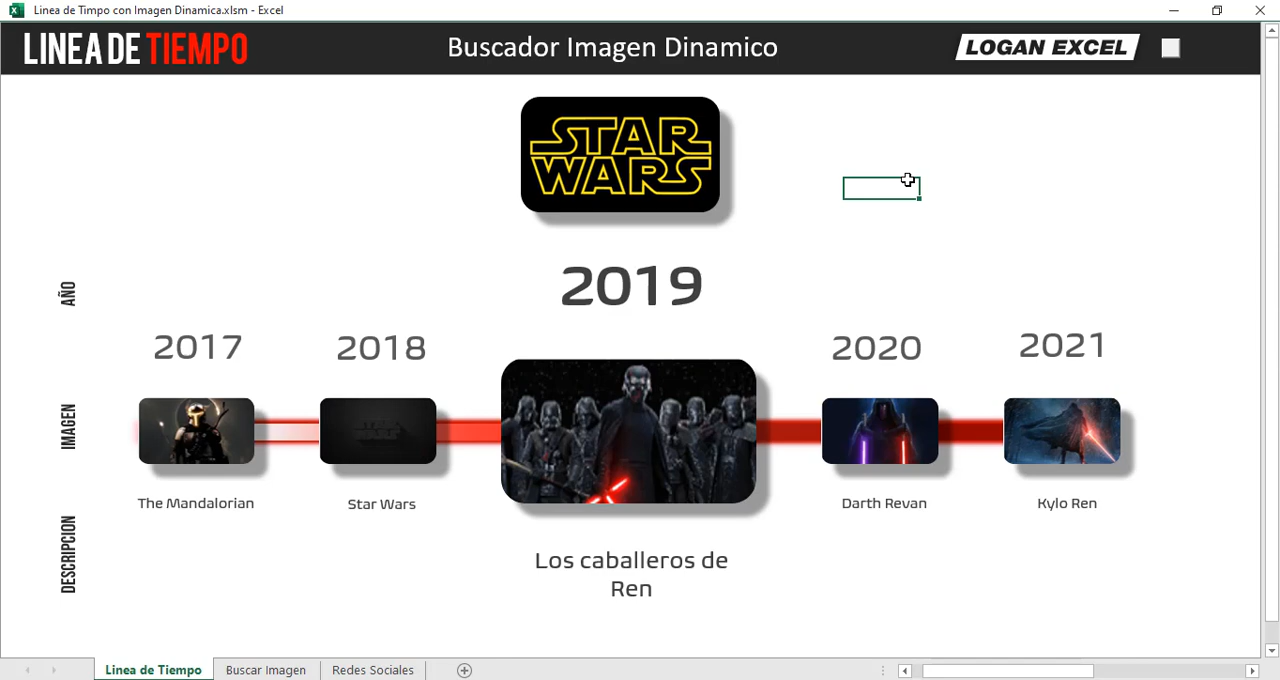 Linea de Timpo con Imagen Dinamica.xlsm - Excel
LINEA DE TIEMPO
Buscador Imagen Dinamico
LOGAN EXCEL
STAR
WARS
AÑO
2019
2017
2018
2020
2021
IMAGEN
The Mandalorian
Star Wars
Darth Revan
Kylo Ren
DESCRIPCION
Los caballeros de
Ren
Linea de Tiempo
Buscar Imagen
Redes Sociales